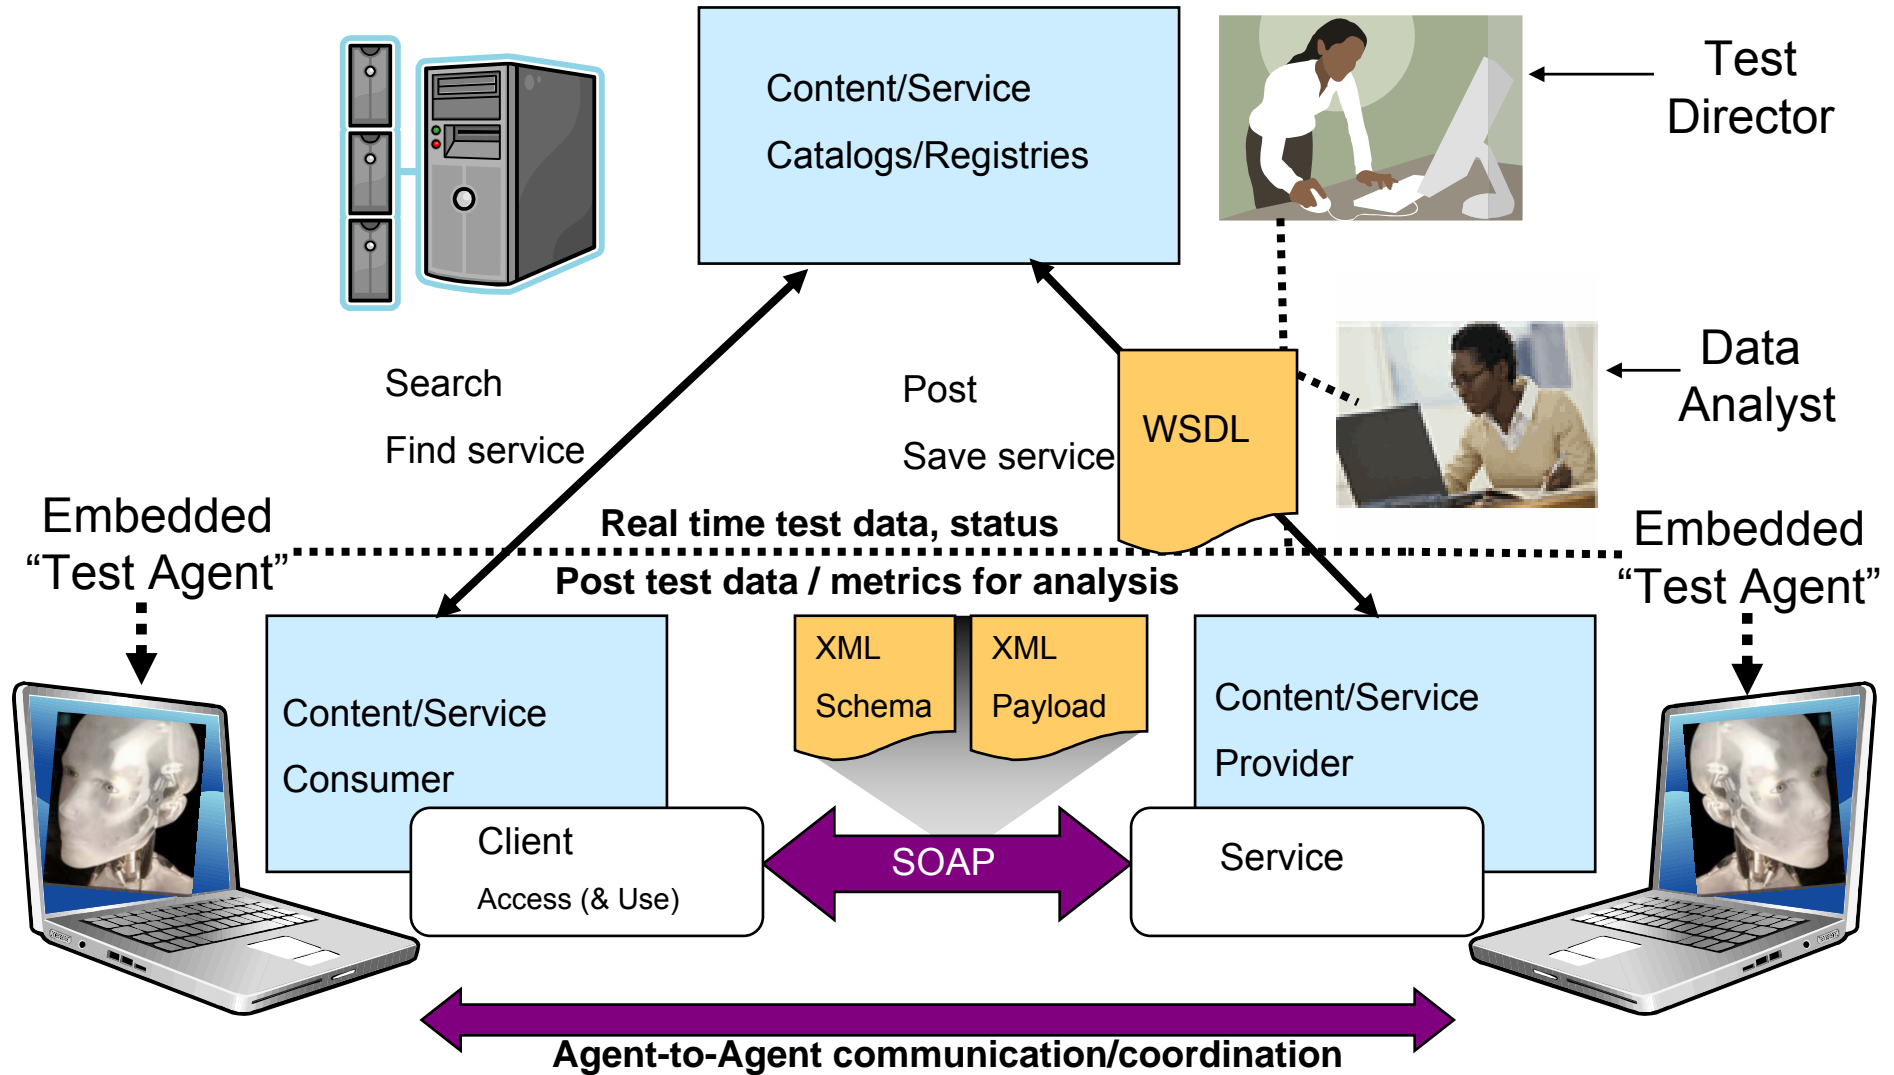 Content/Service
Catalogs/Registries
Test
Director
Search
Find service
Post
Save service
WSDL
Data
Analyst
Embedded
“Test Agent”
Real time test data, status
Post test data / metrics for analysis
Embedded
“Test Agent”
Content/Service
Consumer
XML
Schema
XML
Payload
Content/Service
Provider
Client
Access (& Use)
SOAP
Service
Agent-to-Agent communication/coordination